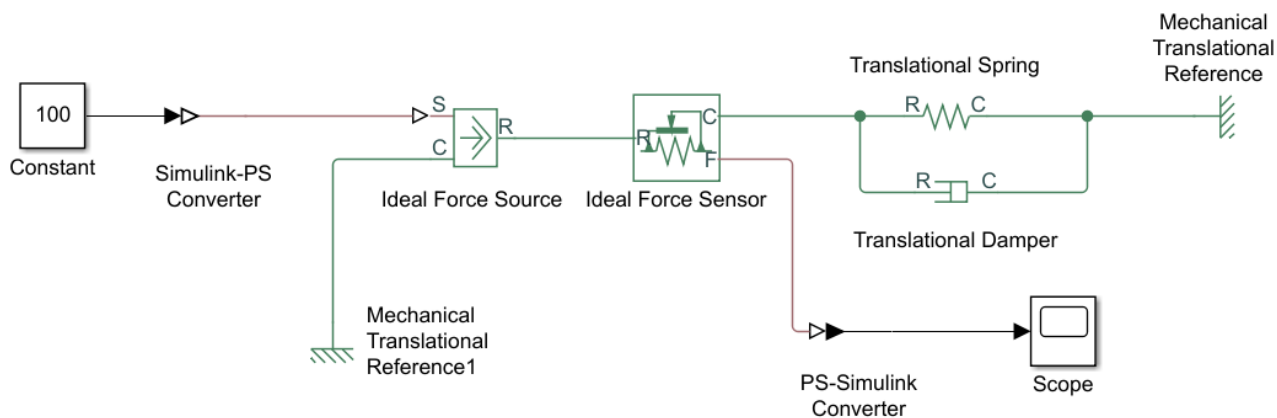 Mechanical
Translational
Reference
Translational Spring
100
S
R
C
R
C
F
R
C
Constant
Simulink-PS
Converter
Ideal Force Source
Ideal Force Sensor
R
C
Translational Damper
Mechanical
Translational
Reference1
PS-Simulink
Converter
Scope